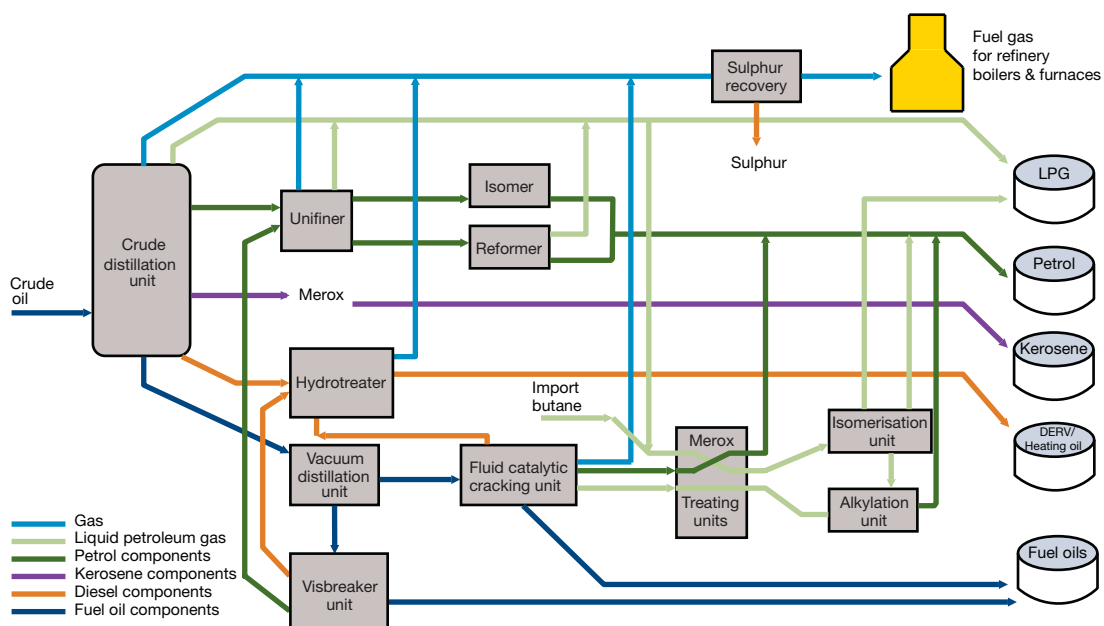 Sulphur
recovery
Fuel gas
for refinery
boilers & furnaces
Sulphur
LPG
Isomer
Unifiner
Reformer
Crude
distillation
unit
Petrol
Crude
oil
Merox
Kerosene
Hydrotreater
Import
butane
Isomerisation
unit
DERV/
Heating oil
Merox
Treating
units
Vacuum
distillation
unit
Fluid catalytic
cracking unit
Alkylation
unit
Fuel oils
Visbreaker
unit
Gas
Liquid petroleum gas
Petrol components
Kerosene components
Diesel components
Fuel oil components